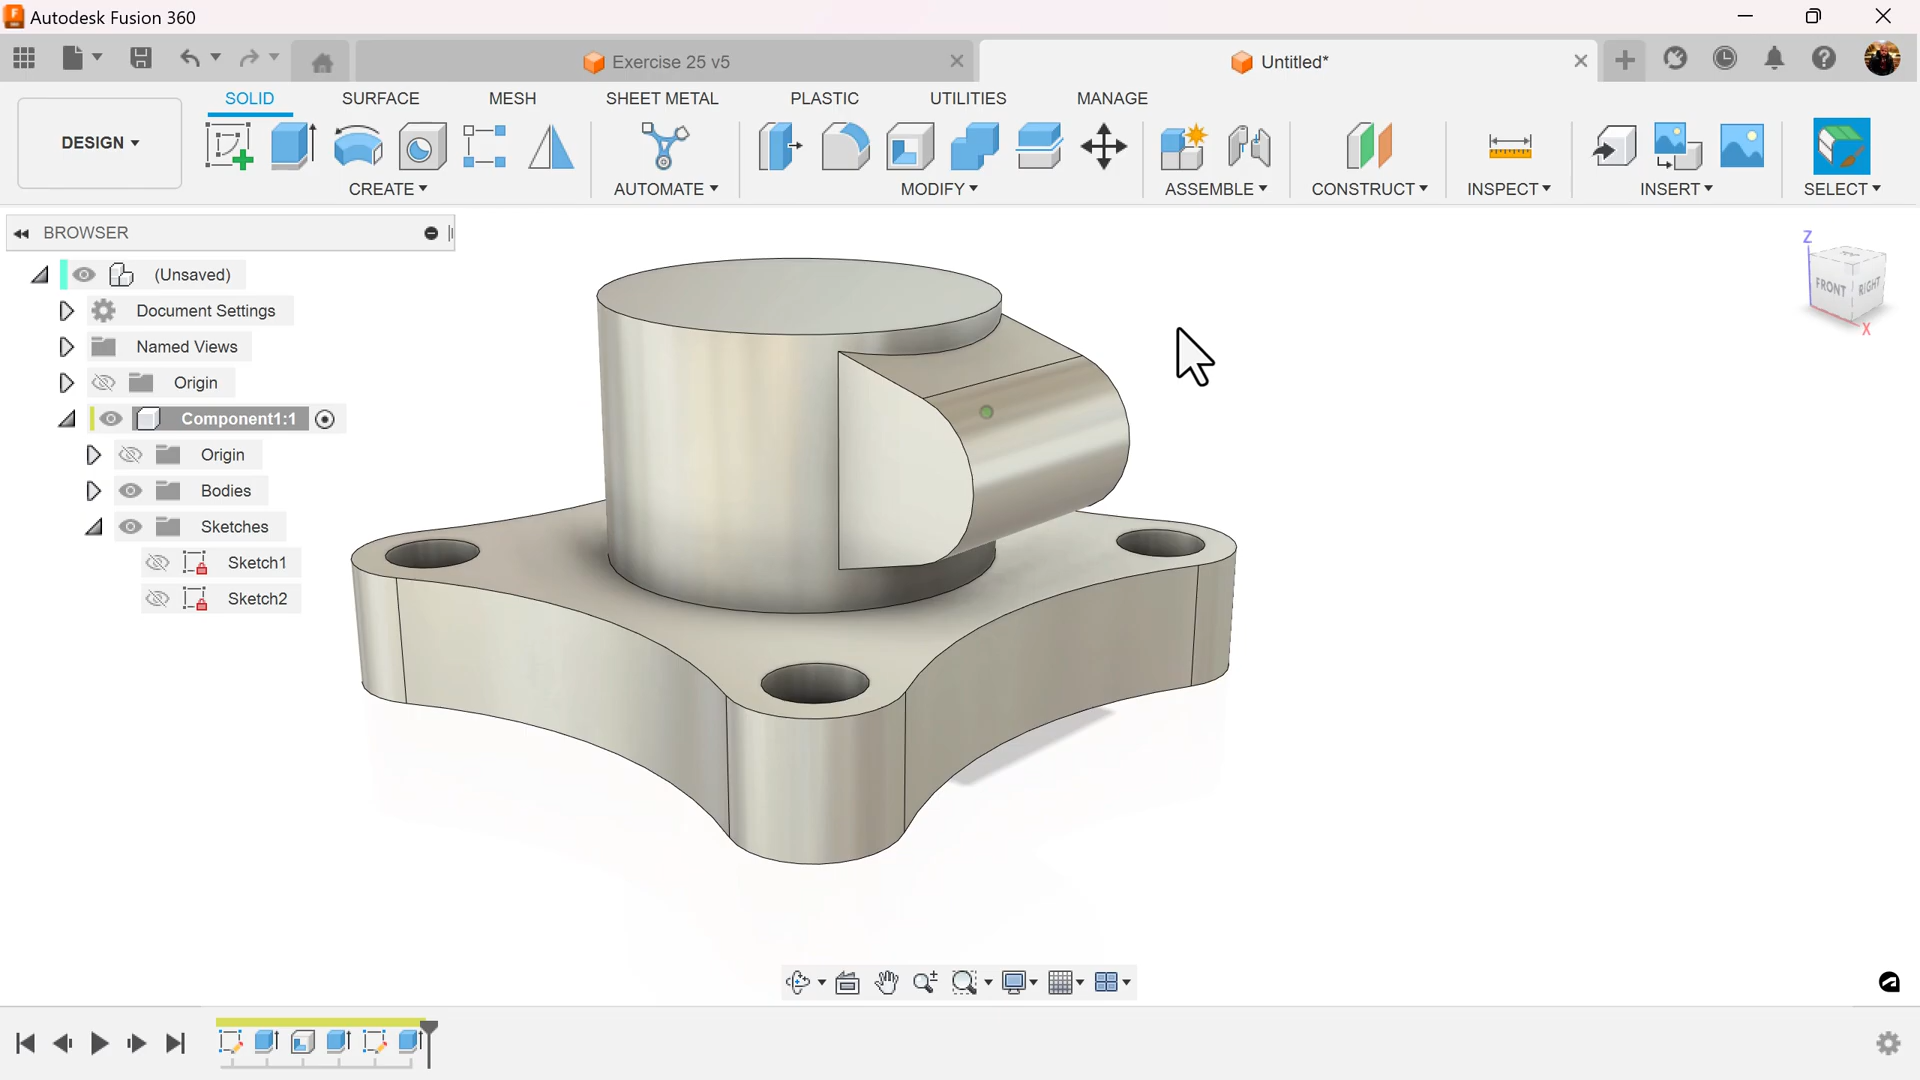 Autodesk Fusion 360
Exercise 25 v5
Untitled*
SOLID
SURFACE
MESH
SHEET METAL
PLASTIC
UTILITIES
MANAGE
DESIGN
CREATE
AUTOMATE
MODIFY
ASSEMBLE
CONSTRUCT
INSPECT
INSERT
SELECT
BROWSER
(Unsaved)
Document Settings
Named Views
Origin
Component1:1
Origin
Bodies
Sketches
Sketch1
Sketch2
Z
FRONT
RIGHT
X